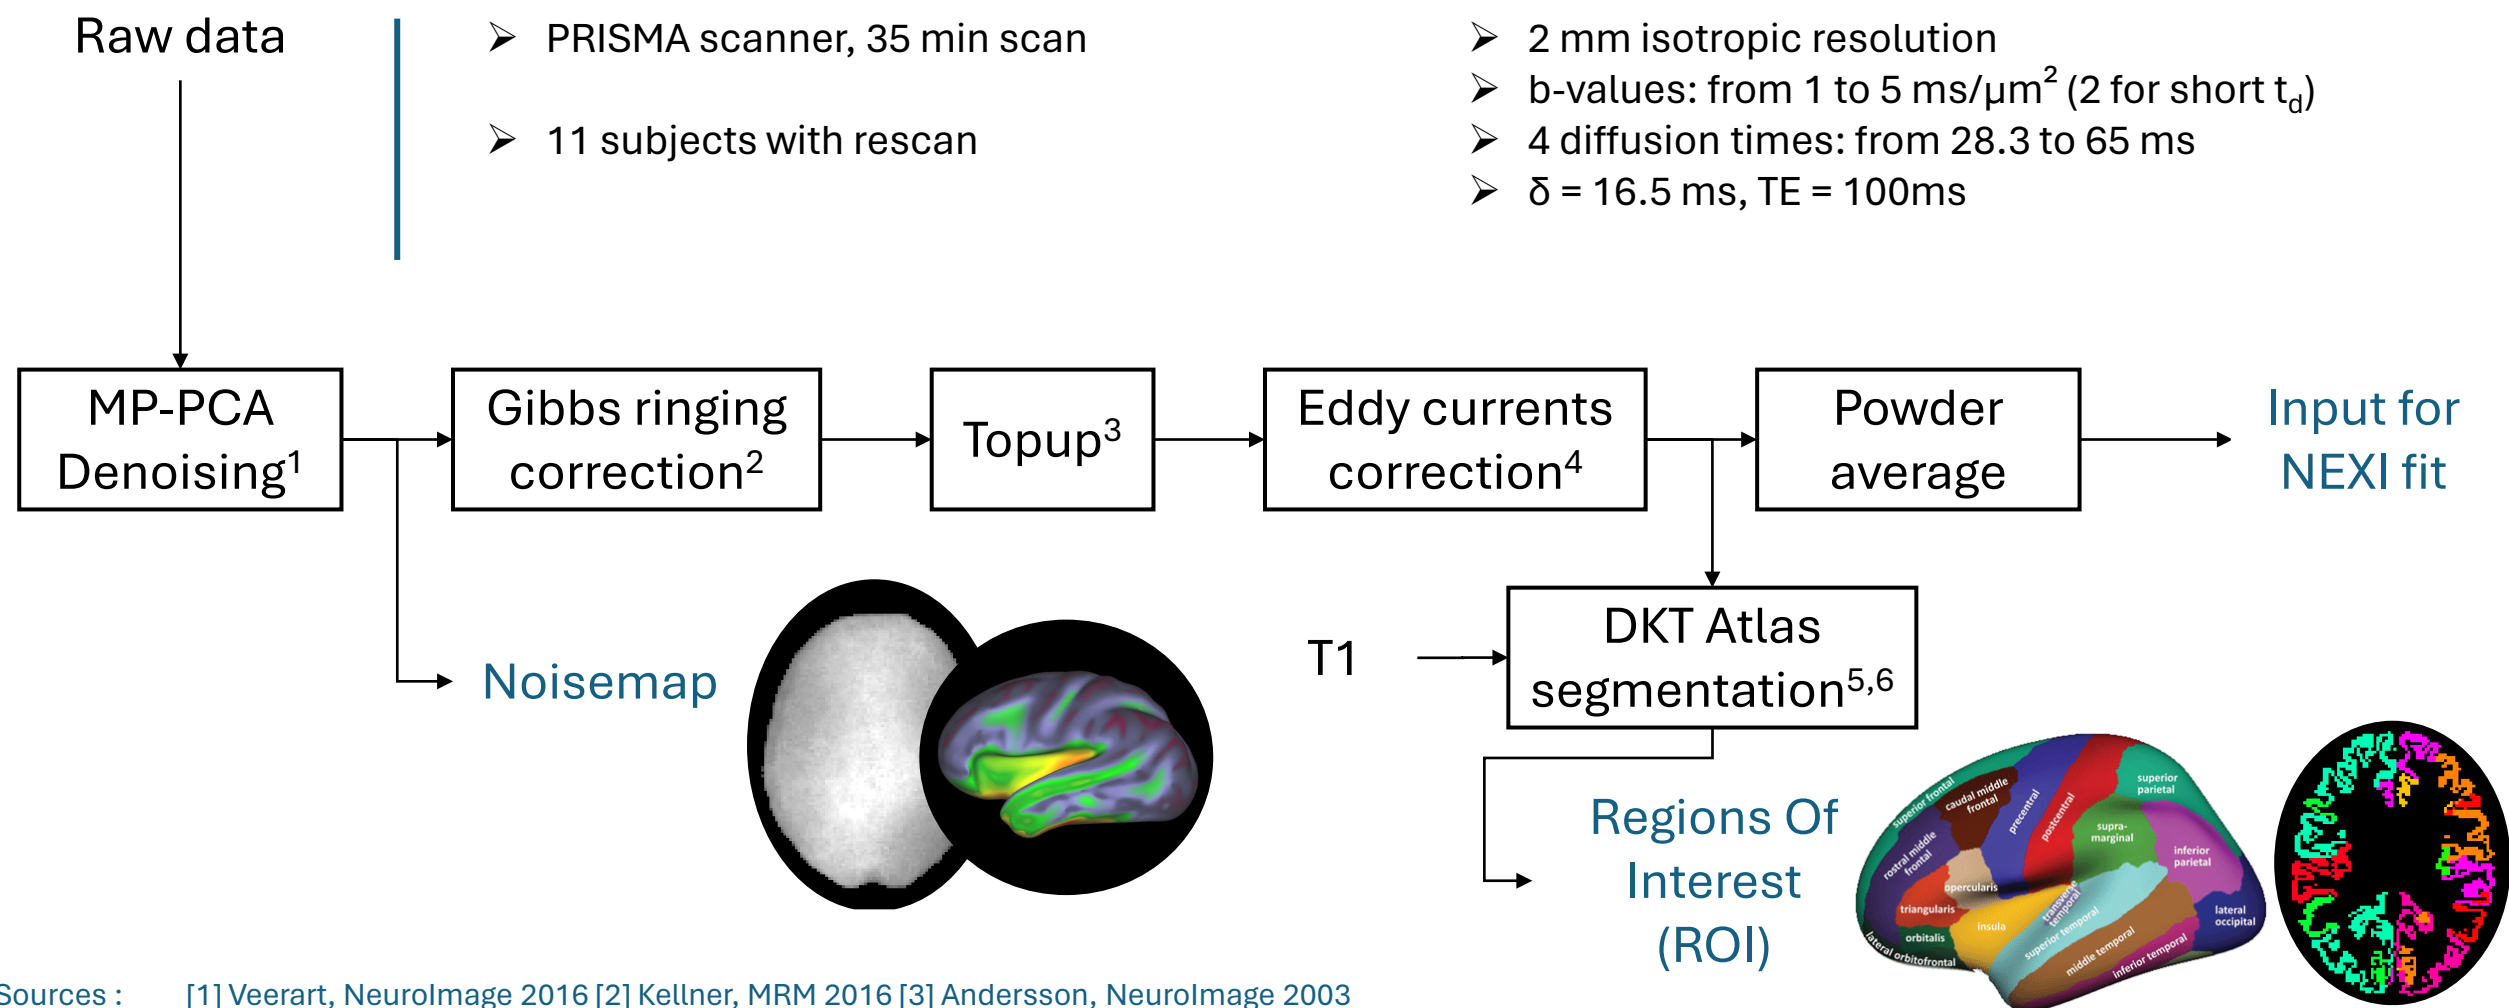 Raw data
➢ PRISMA scanner, 35 min scan
➢ 11 subjects with rescan
➢ 2 mm isotropic resolution
➢ b-values: from 1 to 5 ms/µm² (2 for short t_d)
➢ 4 diffusion times: from 28.3 to 65 ms
➢ δ = 16.5 ms, TE = 100ms
MP-PCA
Denoising¹
Gibbs ringing
correction²
Topup³
Eddy currents
correction⁴
Powder
average
Input for
NEXI fit
Noisemap
T1
DKT Atlas
segmentation⁵,⁶
Regions Of
Interest
(ROI)
superior frontal
caudal middle
frontal
precentral
postcentral
superior
parietal
supra-
marginal
inferior
parietal
rostral middle
frontal
opercularis
triangularis
orbitalis
lateral orbitofrontal
insula
transverse
temporal
superior temporal
middle temporal
inferior temporal
lateral
occipital
Sources : [1] Veerart, NeuroImage 2016 [2] Kellner, MRM 2016 [3] Andersson, NeuroImage 2003